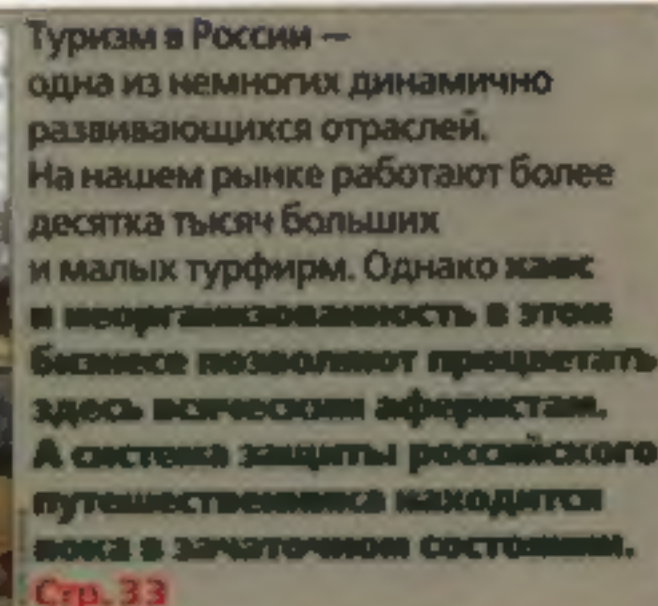 Туризм в России —
одна из немногих динамично
развивающихся отраслей.
На нашем рынке работают более
десятка тысяч больших
и малых турфирм. Однако хаос
и неорганизованность в этом
бизнесе позволяют процветать
здесь всяческим аферистам.
А система защиты российского
путешественника находится
пока в зачаточном состоянии.
Стр. 33